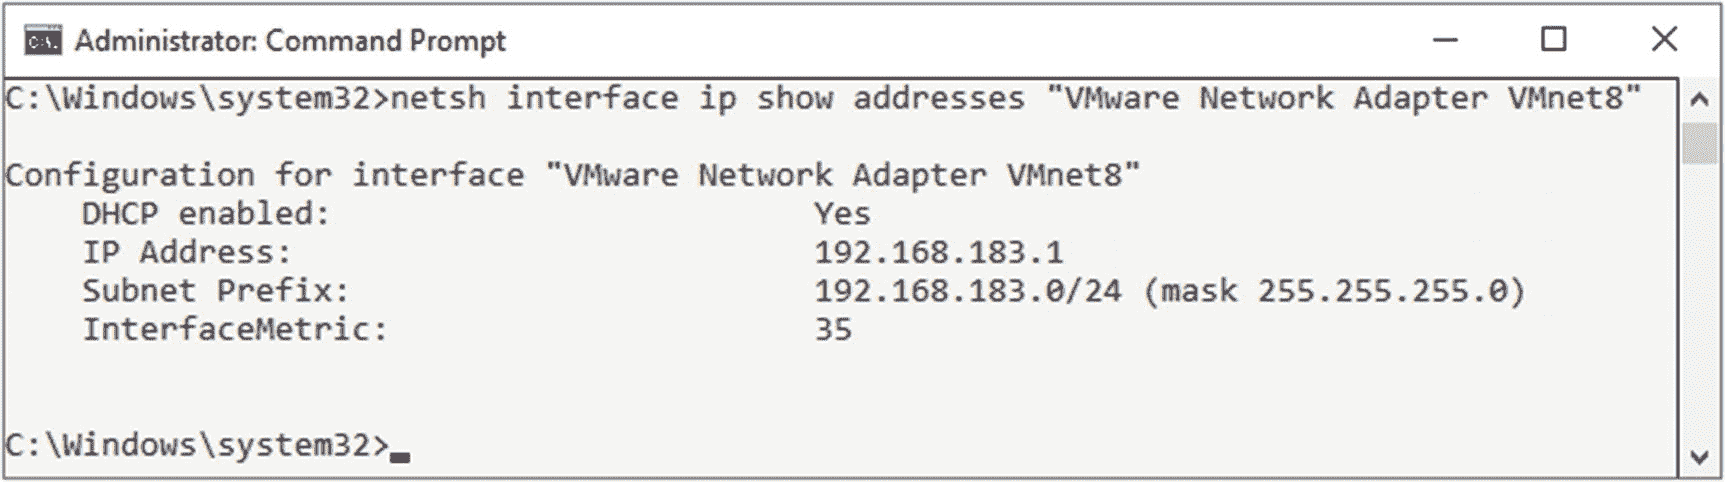 Administrator: Command Prompt
C:\Windows\system32>netsh interface ip show addresses "VMware Network Adapter VMnet8"
Configuration for interface "VMware Network Adapter VMnet8"
DHCP enabled: Yes
IP Address: 192.168.183.1
Subnet Prefix: 192.168.183.0/24 (mask 255.255.255.0)
InterfaceMetric: 35
C:\Windows\system32>